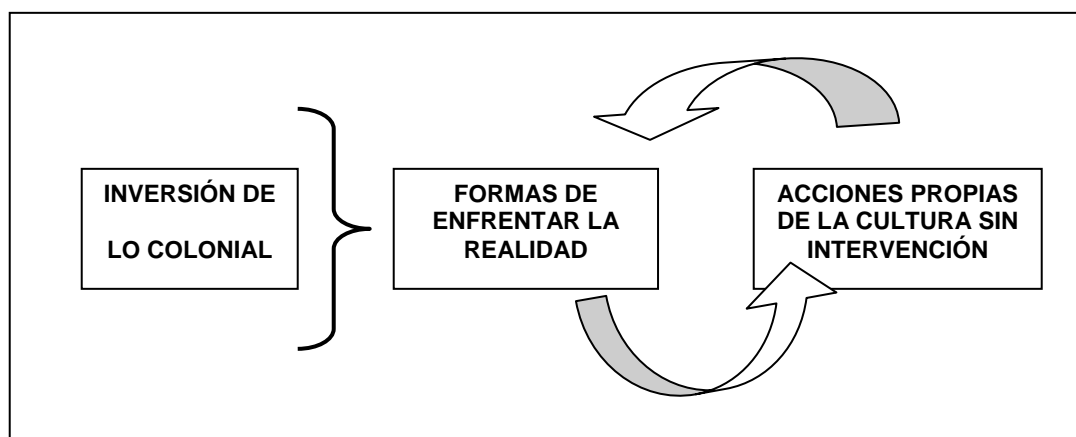 INVERSIÓN DE
LO COLONIAL
FORMAS DE
ENFRENTAR LA
REALIDAD
ACCIONES PROPIAS
DE LA CULTURA SIN
INTERVENCIÓN